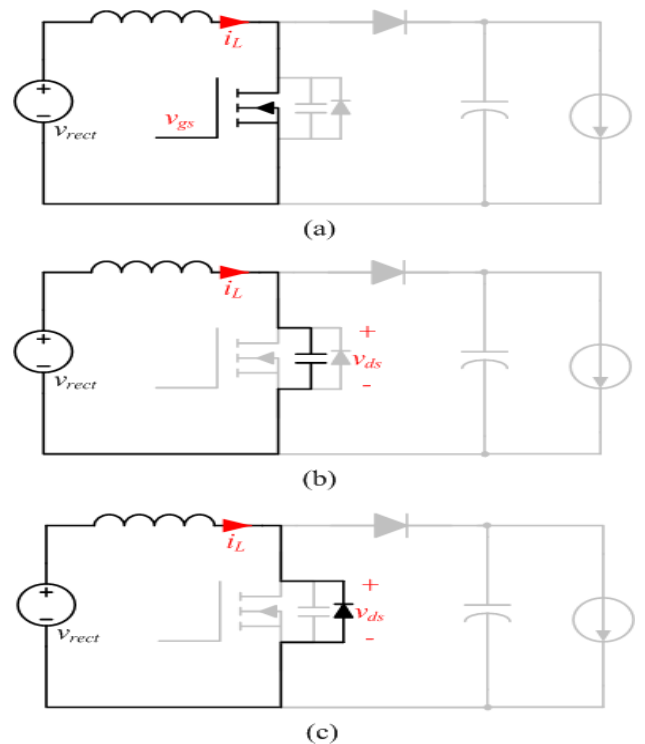 +
i_L
v_gs
−
v_rect
(a)
+
i_L
+
v_ds
−
v_rect
-
(b)
+
i_L
+
v_ds
−
v_rect
-
(c)